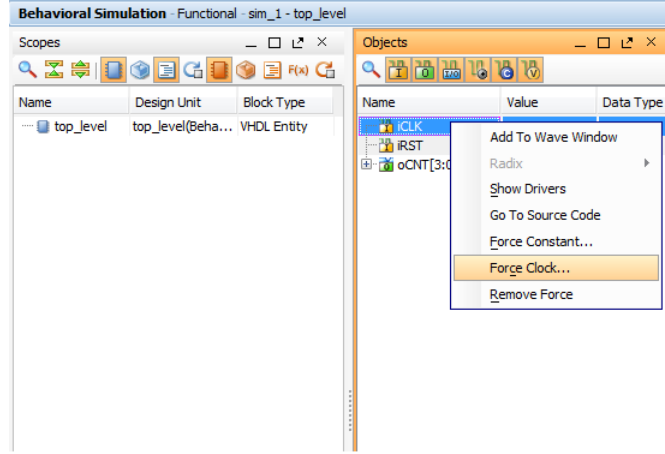 Behavioral Simulation - Functional - sim_1 - top_level
Scopes
Objects
F(x)
I
O
I/O
C
V
Name Design Unit Block Type
Name Value Data Type
top_level top_level(Beha... VHDL Entity
iCLK
iRST
oCNT[3:0
Add To Wave Window
Radix
Show Drivers
Go To Source Code
Force Constant...
Force Clock...
Remove Force